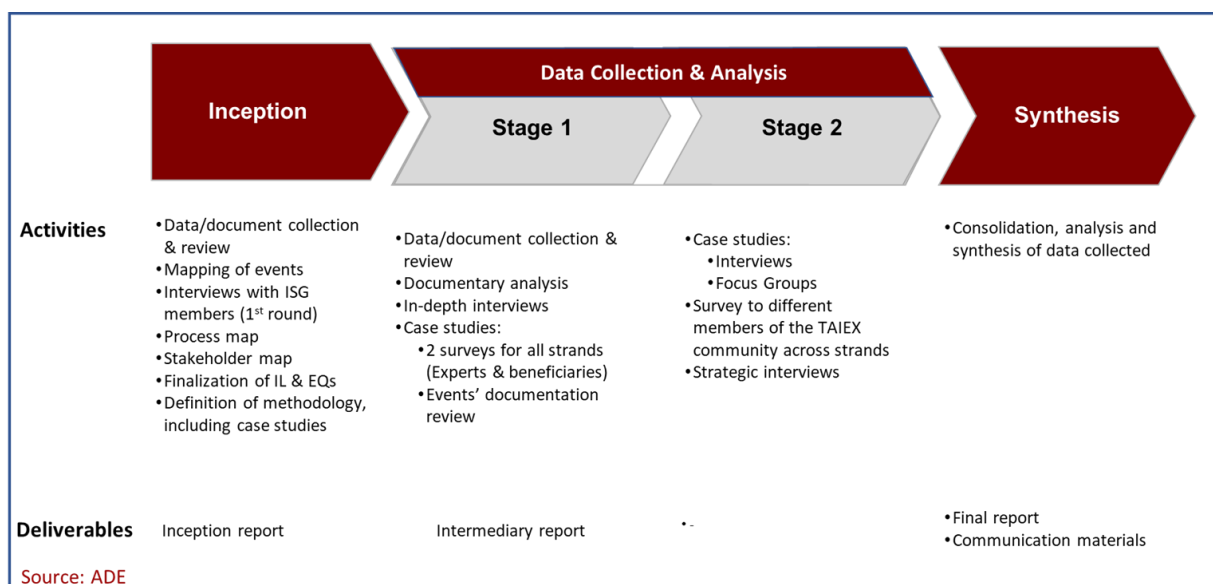 Data Collection & Analysis
Inception
Stage 1
Stage 2
Synthesis
Activities
•Data/document collection
& review
•Mapping of events
•Interviews with ISG
members (1st round)
•Process map
•Stakeholder map
•Finalization of IL & EQs
•Definition of methodology,
including case studies
•Data/document collection &
review
•Documentary analysis
•In-depth interviews
•Case studies:
•2 surveys for all strands
(Experts & beneficiaries)
•Events’ documentation
review
•Case studies:
•Interviews
•Focus Groups
•Survey to different
members of the TAIEX
community across strands
•Strategic interviews
•Consolidation, analysis and
synthesis of data collected
Deliverables
Inception report
Intermediary report
•-
•Final report
•Communication materials
Source: ADE